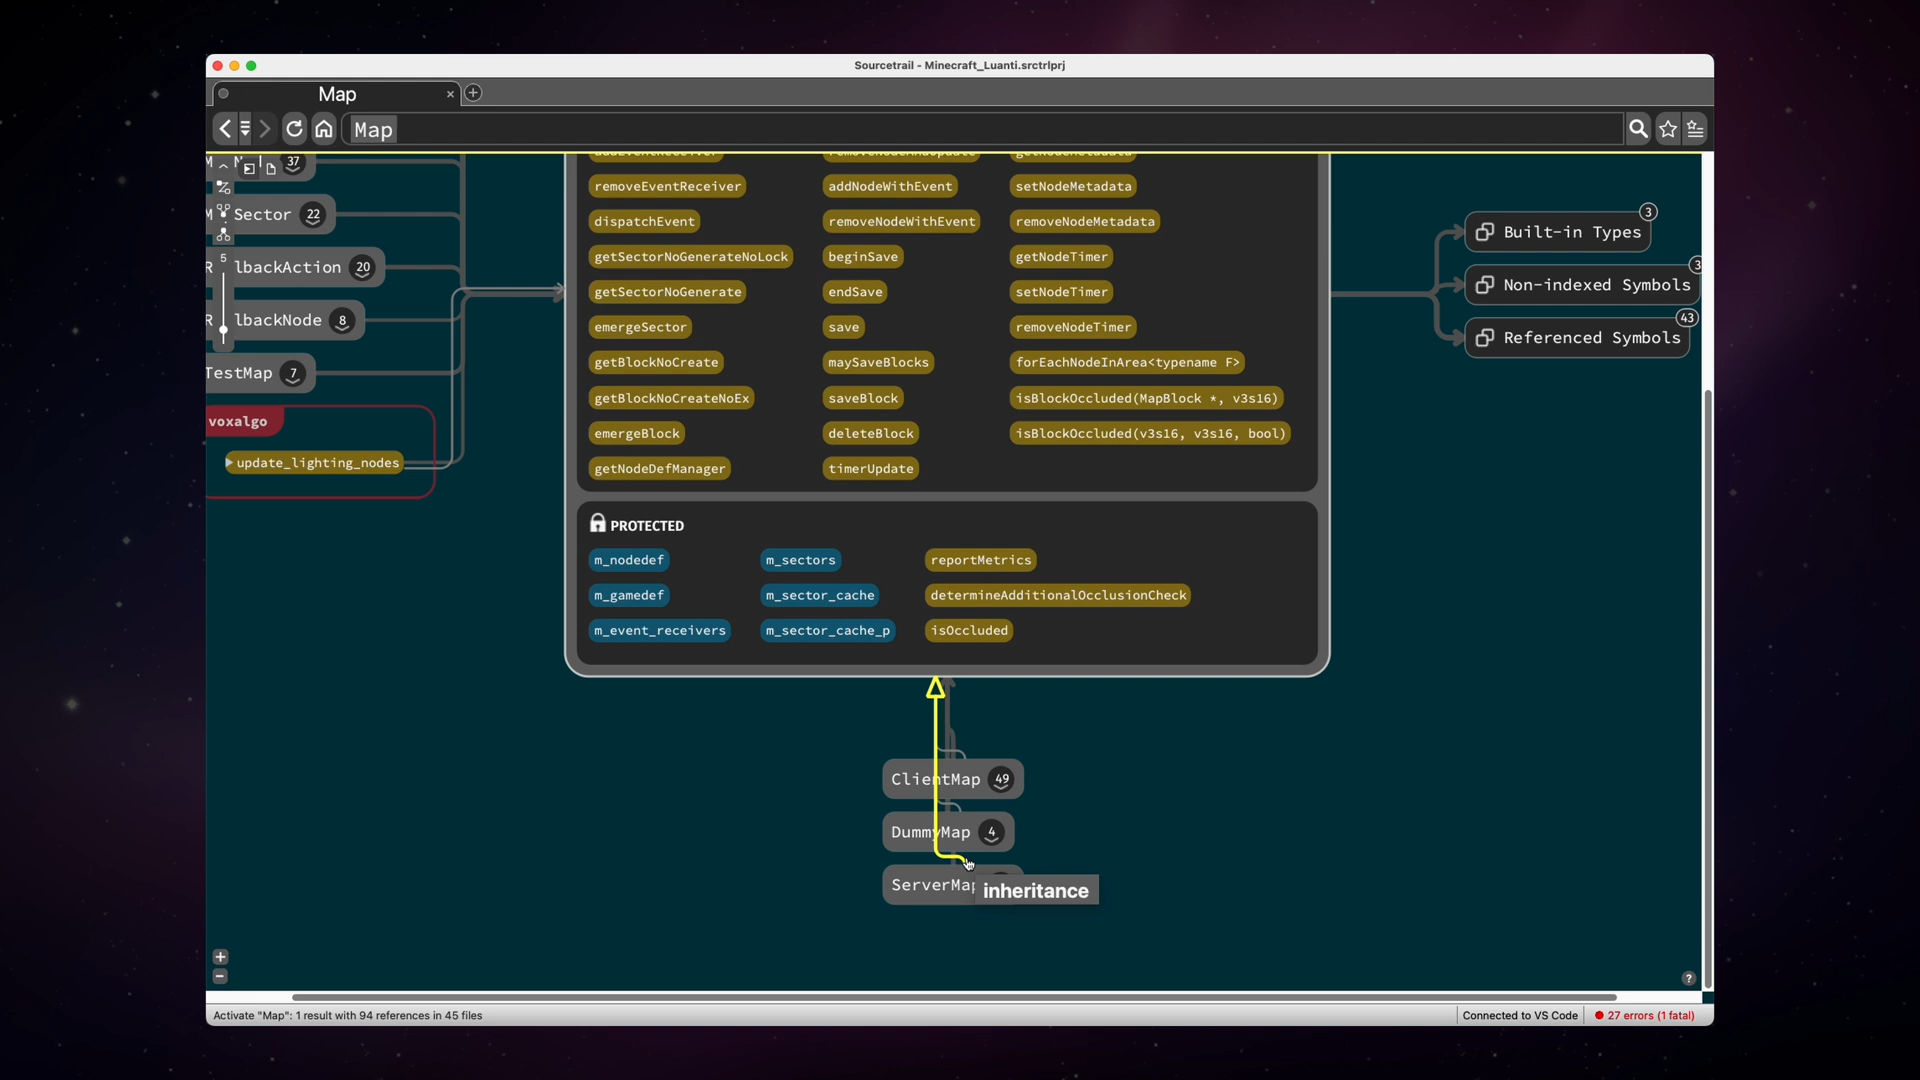 Sourcetrail - Minecraft_Luanti.srctrlprj
Map
Map
37
Sector 22
lbackAction 20
lbackNode 8
TestMap 7
5
voxalgo
update_lighting_nodes
removeEventReceiver addNodeWithEvent setNodeMetadata
dispatchEvent removeNodeWithEvent removeNodeMetadata
getSectorNoGenerateNoLock beginSave getNodeTimer
getSectorNoGenerate endSave setNodeTimer
emergeSector save removeNodeTimer
getBlockNoCreate maySaveBlocks forEachNodeInArea<typename F>
getBlockNoCreateNoEx saveBlock isBlockOccluded(MapBlock *, v3s16)
emergeBlock deleteBlock isBlockOccluded(v3s16, v3s16, bool)
getNodeDefManager timerUpdate
PROTECTED
m_nodedef m_sectors reportMetrics
m_gamedef m_sector_cache determineAdditionalOcclusionCheck
m_event_receivers m_sector_cache_p isOccluded
Built-in Types 3
Non-indexed Symbols 3
Referenced Symbols 43
ClientMap 49
DummyMap 4
ServerMap
inheritance
+
−
?
Activate "Map": 1 result with 94 references in 45 files
Connected to VS Code
27 errors (1 fatal)